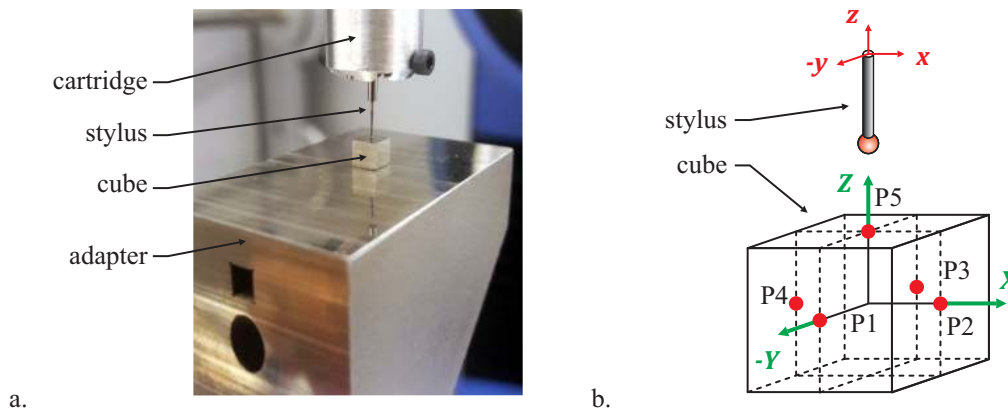 cartridge
stylus
cube
adapter
a.
z
-y
x
stylus
cube
Z
P5
P4
P3
X
P1
P2
-Y
b.